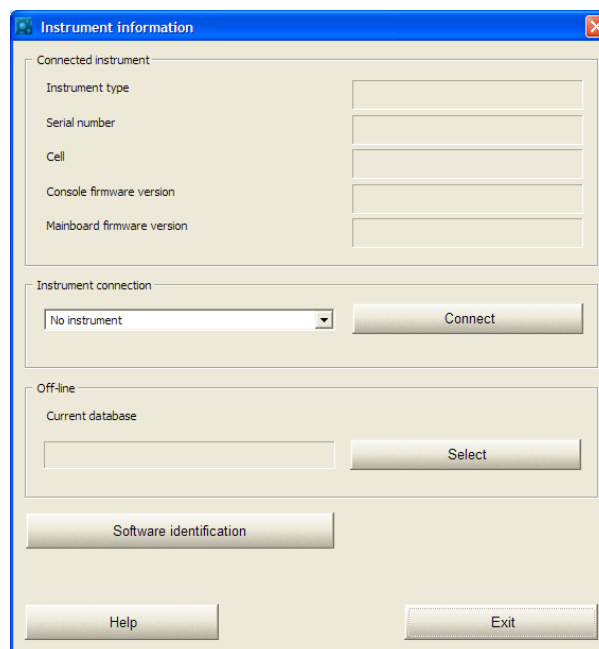 Instrument information
Connected instrument
Instrument type
Serial number
Cell
Console firmware version
Mainboard firmware version
Instrument connection
No instrument
Connect
Off-line
Current database
Select
Software identification
Help
Exit